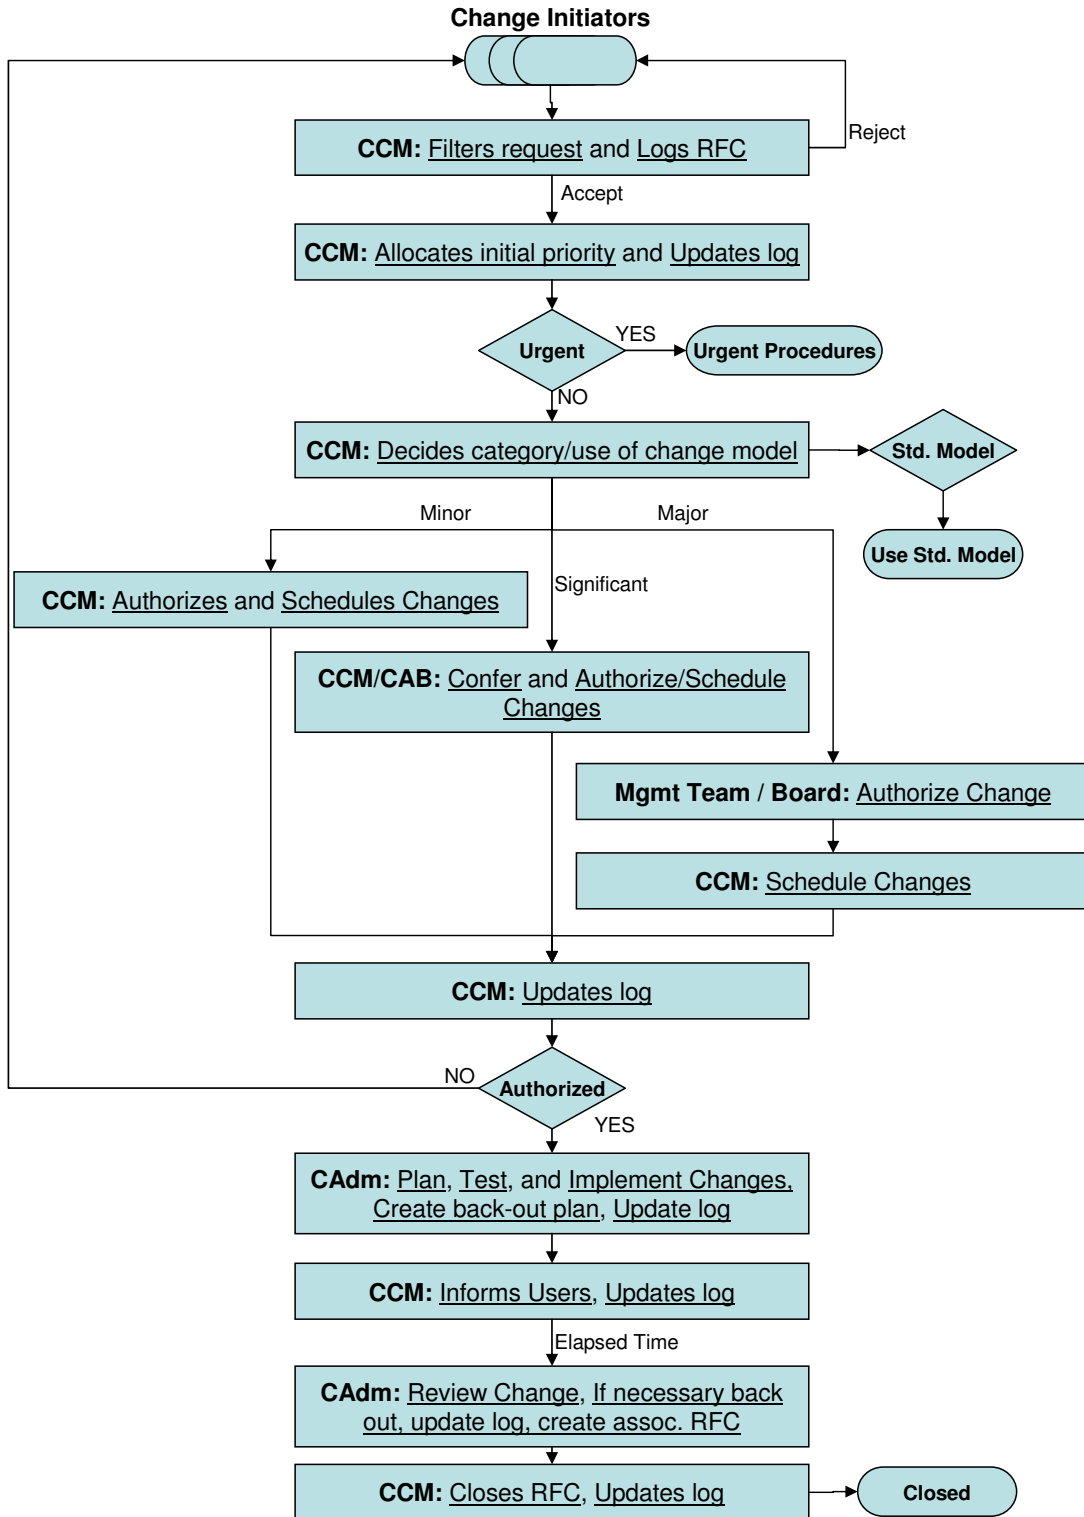 Change Initiators
CCM: Filters request and Logs RFC
Reject
Accept
CCM: Allocates initial priority and Updates log
Urgent
YES
Urgent Procedures
NO
CCM: Decides category/use of change model
Std. Model
Use Std. Model
Minor
Major
CCM: Authorizes and Schedules Changes
Significant
CCM/CAB: Confer and Authorize/Schedule
Changes
Mgmt Team / Board: Authorize Change
CCM: Schedule Changes
CCM: Updates log
NO
Authorized
YES
CAdm: Plan, Test, and Implement Changes,
Create back-out plan, Update log
CCM: Informs Users, Updates log
Elapsed Time
CAdm: Review Change, If necessary back
out, update log, create assoc. RFC
CCM: Closes RFC, Updates log
Closed